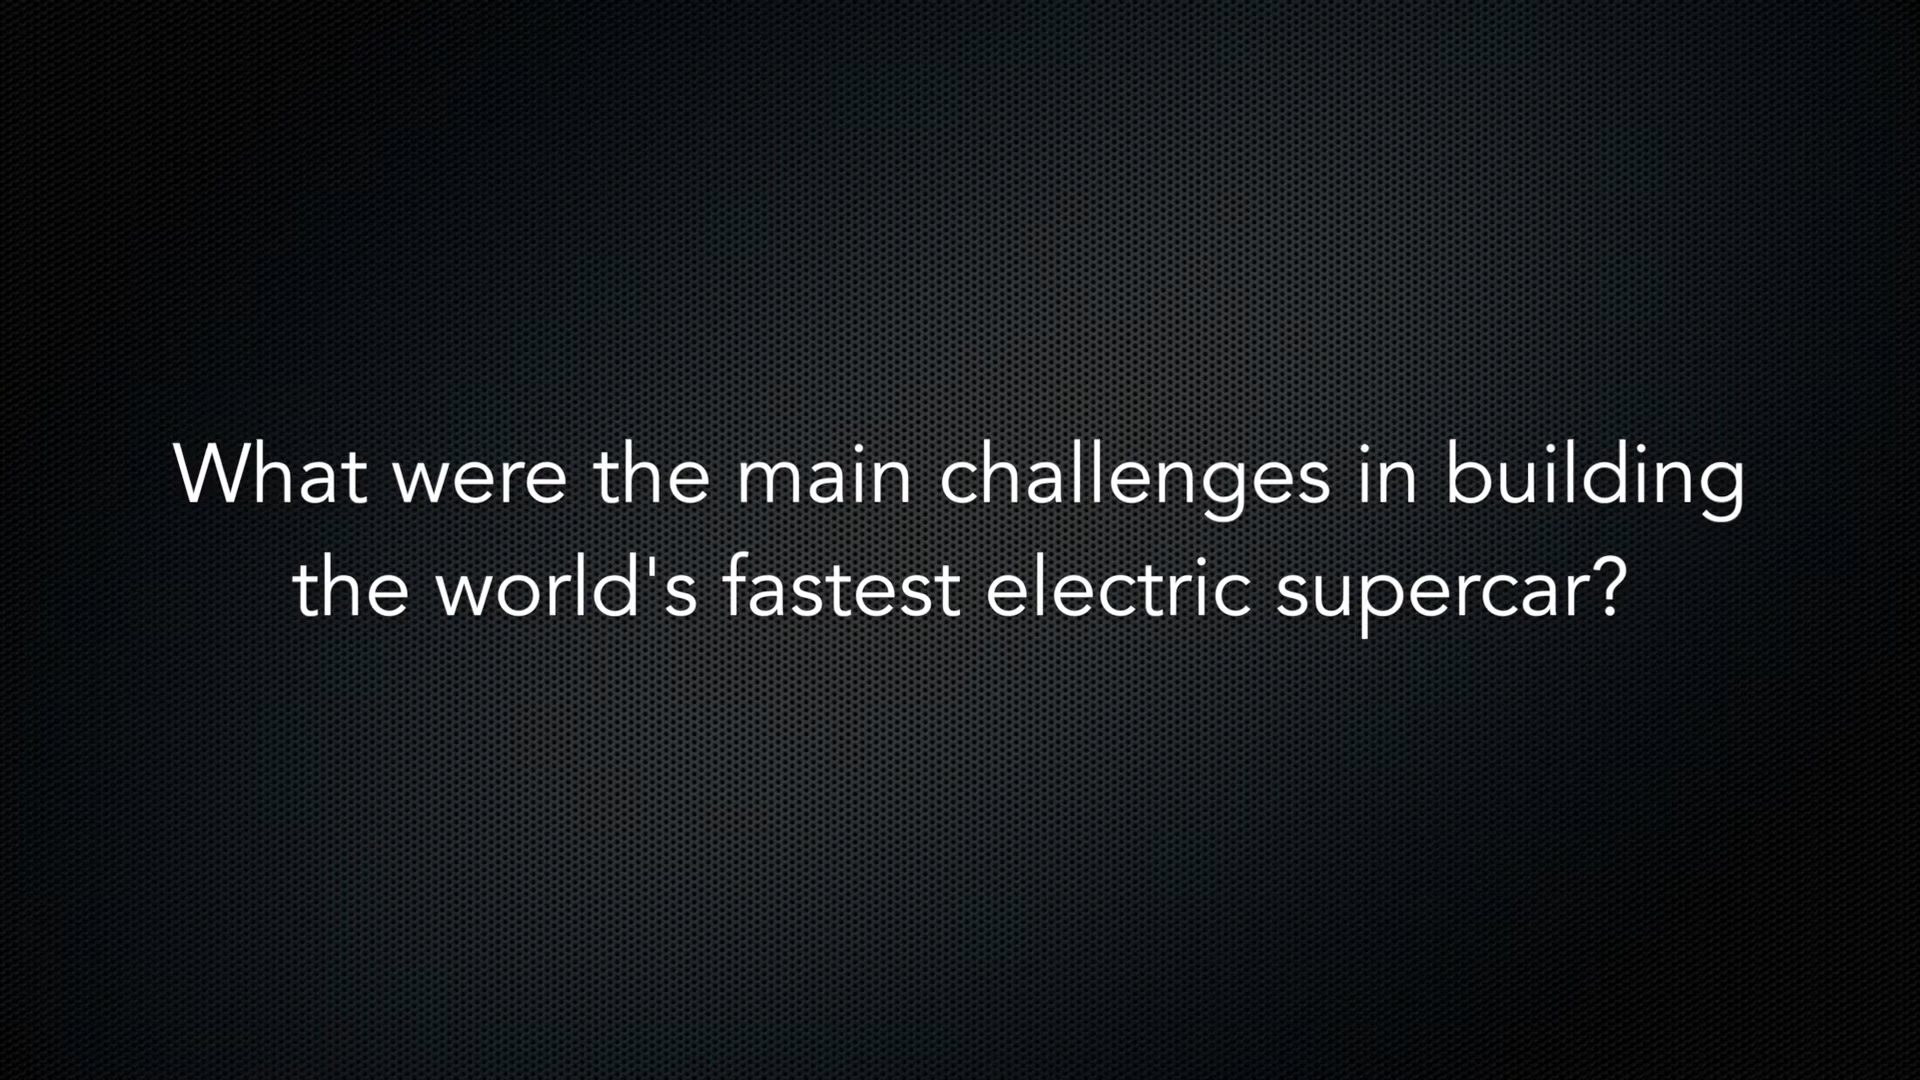 What were the main challenges in building
the world's fastest electric supercar?